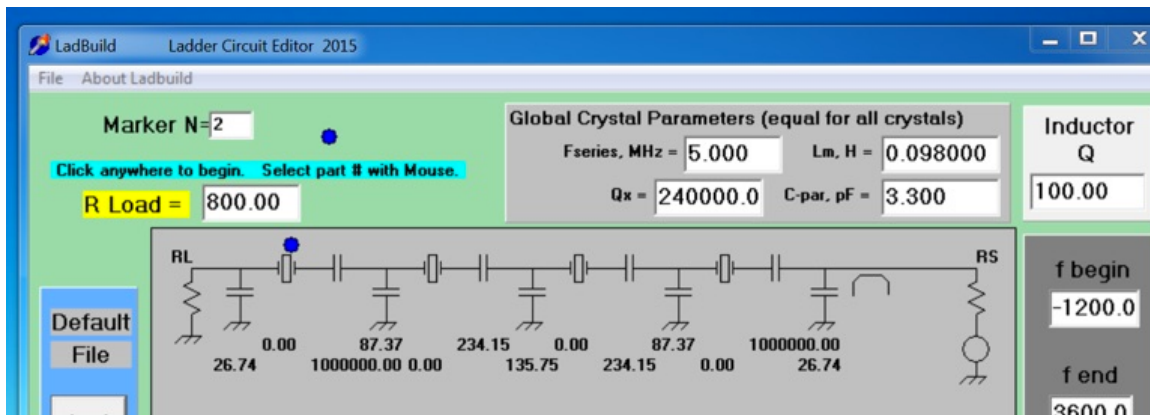 LadBuild Ladder Circuit Editor 2015
File About Ladbuild
Marker N= 2
Click anywhere to begin. Select part # with Mouse.
R Load = 800.00
Global Crystal Parameters (equal for all crystals)
Fseries, MHz = 5.000 Lm, H = 0.098000
Qx = 240000.0 C-par, pF = 3.300
Inductor
Q
100.00
RL RS
0.00 87.37 234.15 0.00 87.37 1000000.00
26.74 1000000.00 0.00 135.75 234.15 0.00 26.74
Default
File
f begin
-1200.0
f end
3600.0